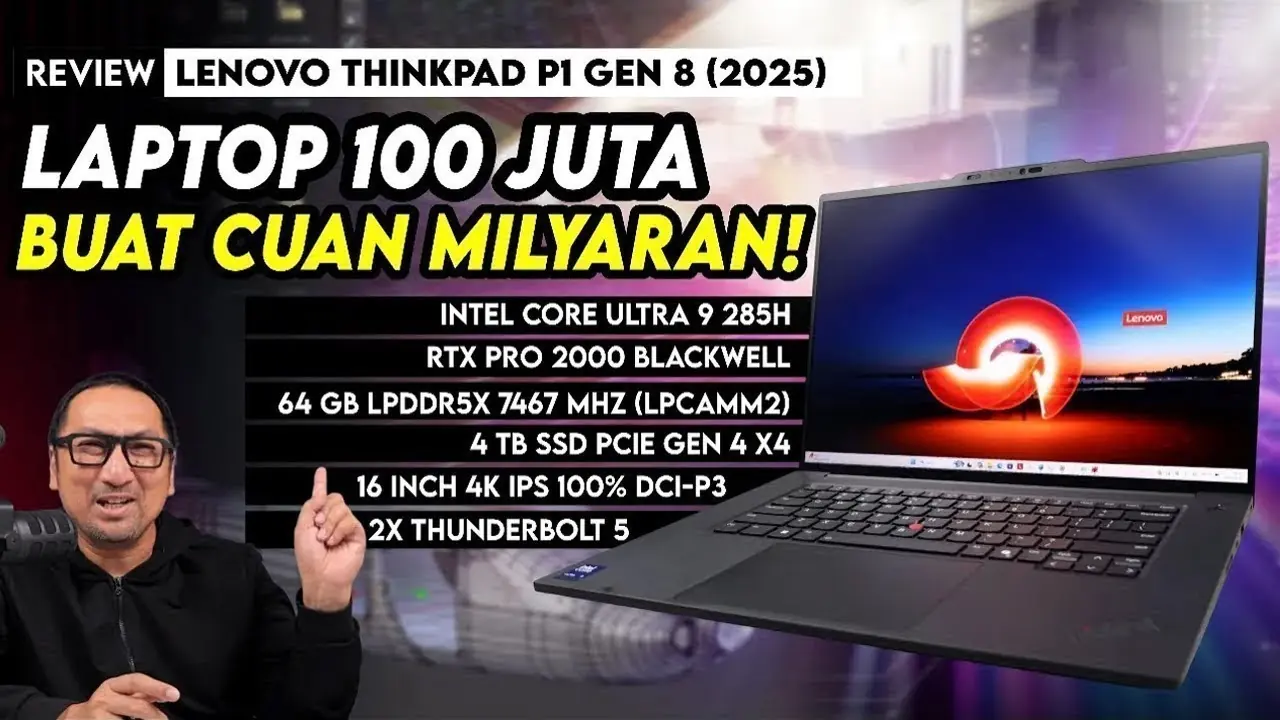 REVIEW LENOVO THINKPAD P1 GEN 8 (2025)
LAPTOP 100 JUTA
BUAT CUAN MILYARAN!
INTEL CORE ULTRA 9 285H
RTX PRO 2000 BLACKWELL
64 GB LPDDR5X 7467 MHZ (LPCAMM2)
4 TB SSD PCIE GEN 4 X4
16 INCH 4K IPS 100% DCI-P3
2X THUNDERBOLT 5
Lenovo